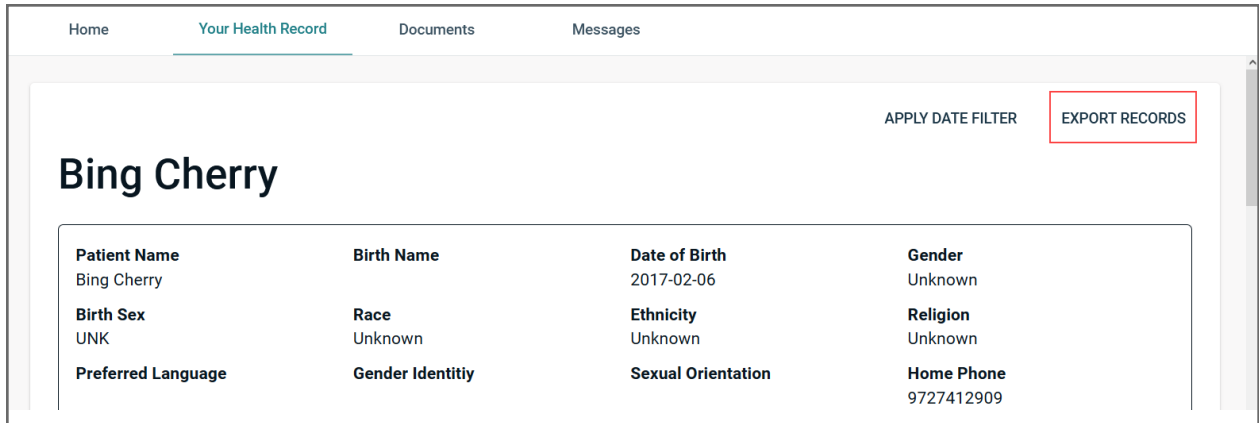 Home Your Health Record Documents Messages
APPLY DATE FILTER EXPORT RECORDS
Bing Cherry
Patient Name Birth Name Date of Birth Gender
Bing Cherry 2017-02-06 Unknown
Birth Sex Race Ethnicity Religion
UNK Unknown Unknown Unknown
Preferred Language Gender Identitiy Sexual Orientation Home Phone
9727412909